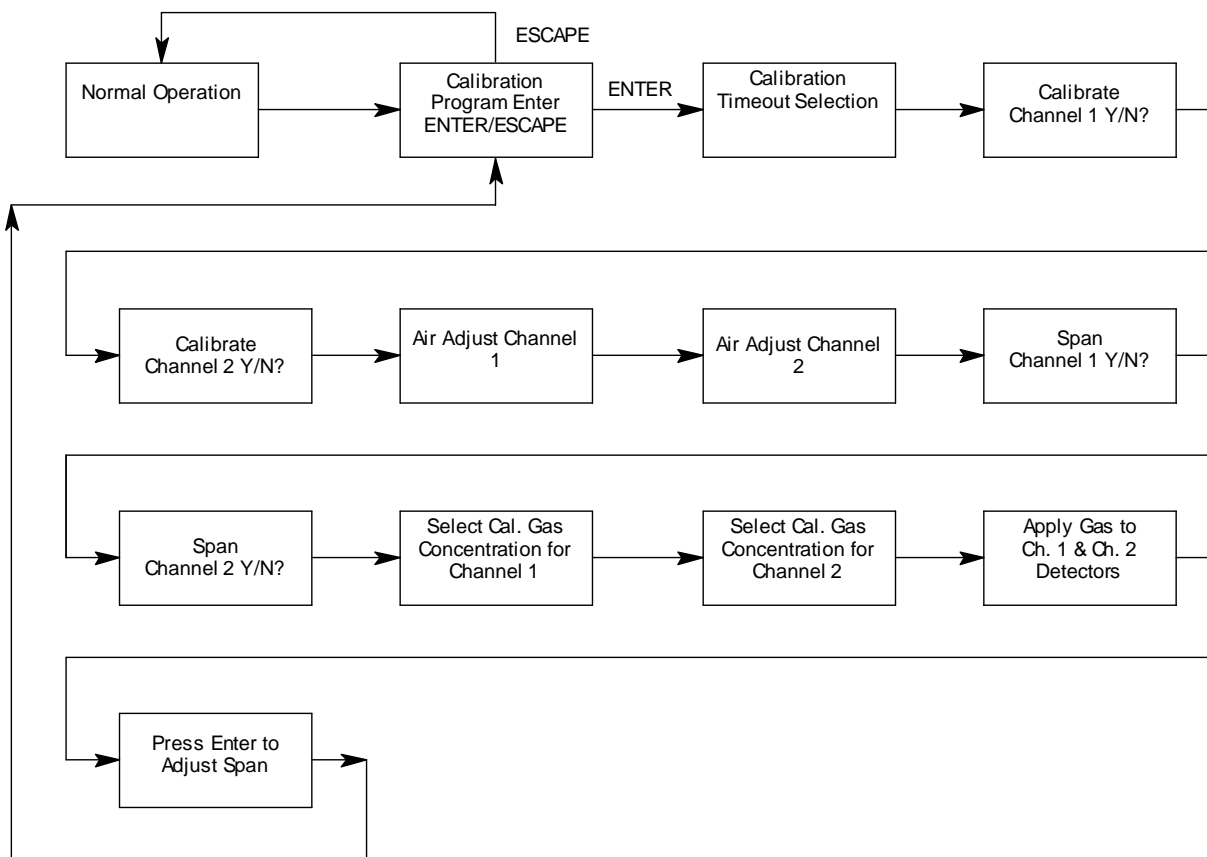 ESCAPE
Normal Operation
Calibration
Program Enter
ENTER/ESCAPE
ENTER
Calibration
Timeout Selection
Calibrate
Channel 1 Y/N?
Calibrate
Channel 2 Y/N?
Air Adjust Channel
1
Air Adjust Channel
2
Span
Channel 1 Y/N?
Span
Channel 2 Y/N?
Select Cal. Gas
Concentration for
Channel 1
Select Cal. Gas
Concentration for
Channel 2
Apply Gas to
Ch. 1 & Ch. 2
Detectors
Press Enter to
Adjust Span